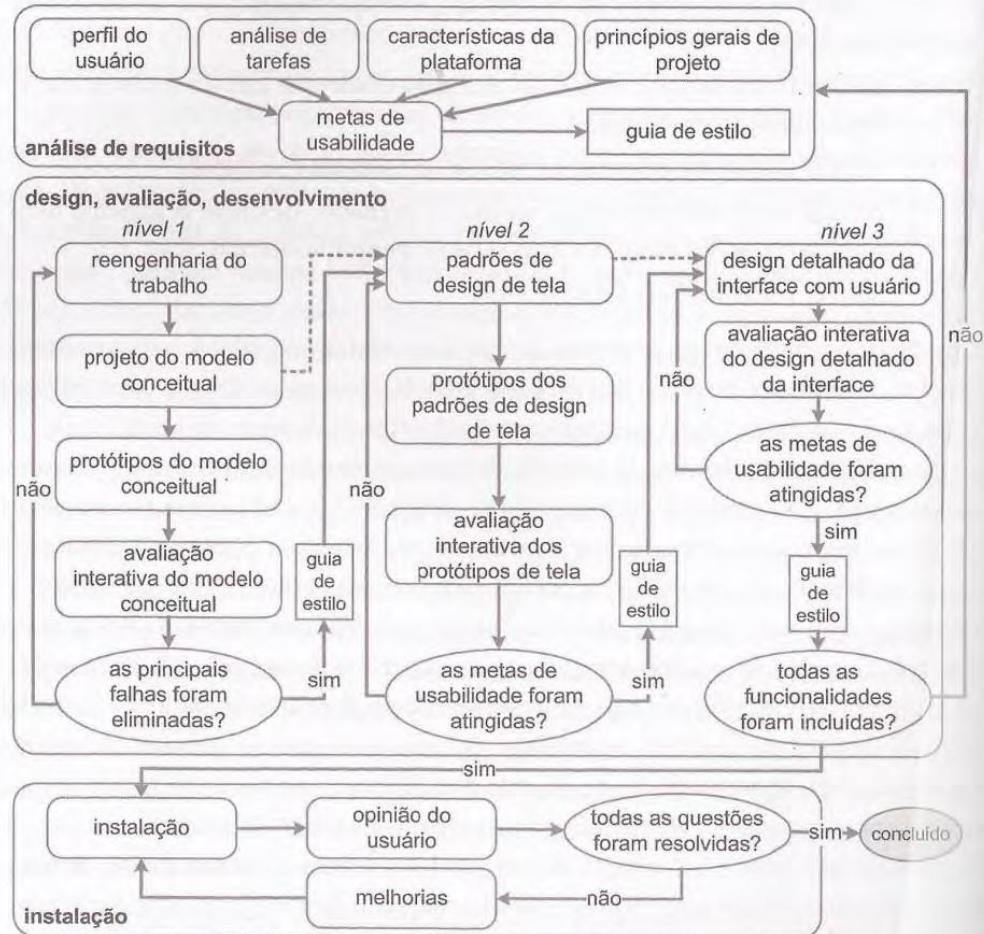 perfil do
usuário
análise de
tarefas
características da
plataforma
princípios gerais de
projeto
metas de
usabilidade
guia de estilo
análise de requisitos
design, avaliação, desenvolvimento
nível 1
nível 2
nível 3
reengenharia do
trabalho
padrões de
design de tela
design detalhado da
interface com usuário
projeto do modelo
conceitual
avaliação interativa
do design detalhado
da interface
não
não
protótipos dos
padrões de design
de tela
protótipos do modelo
conceitual
as metas de
usabilidade foram
atingidas?
não
não
sim
avaliação
interativa do modelo
conceitual
guia
de
estilo
avaliação
interativa dos
protótipos de tela
guia
de
estilo
guia
de
estilo
as principais
falhas foram
eliminadas?
sim
as metas de
usabilidade foram
atingidas?
sim
todas as
funcionalidades
foram incluídas?
sim
instalação
opinião do
usuário
todas as questões
foram resolvidas?
sim
concluído
melhorias
não
instalação